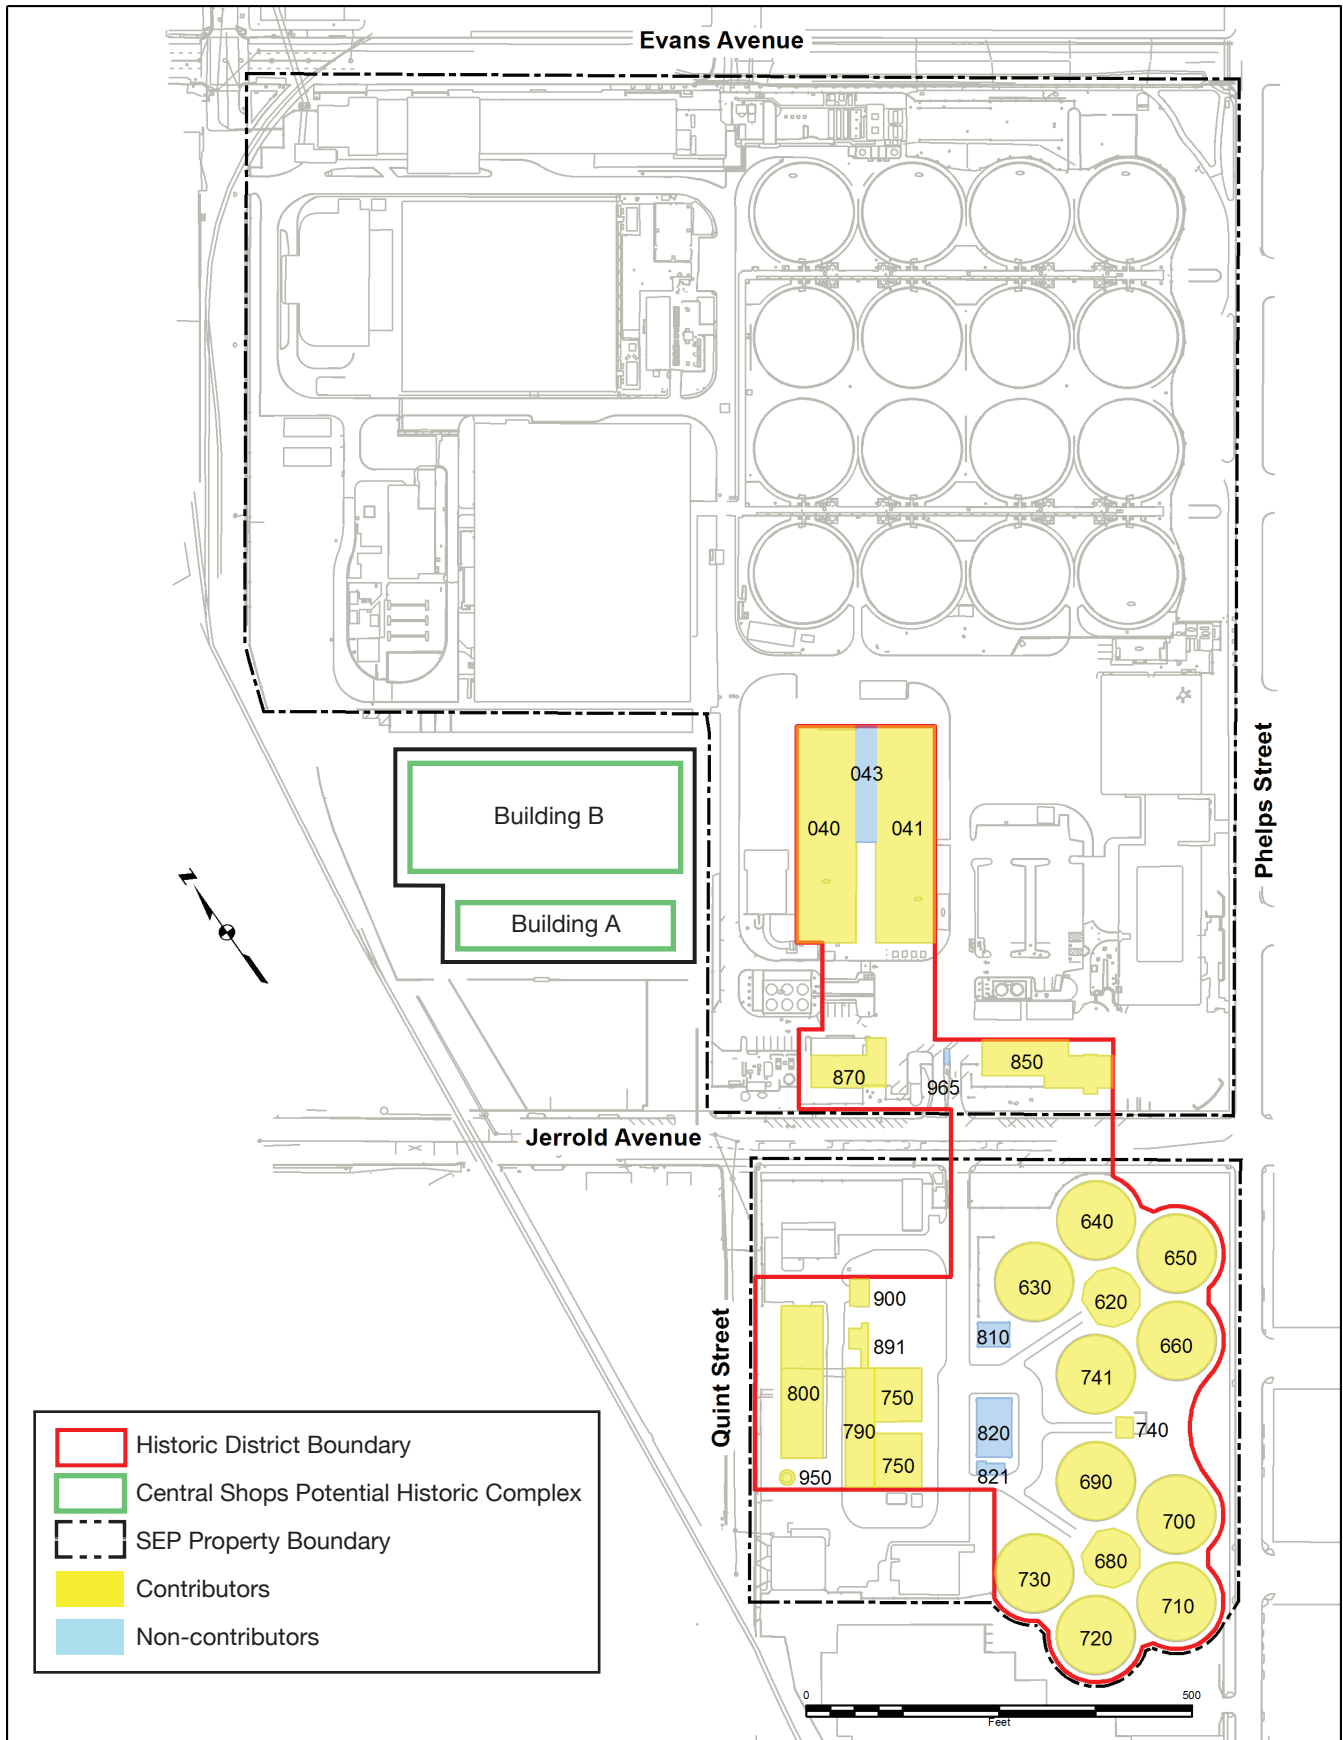 Evans Avenue
Phelps Street
043
040
041
Building B
Building A
Z
870
965
850
Jerrold Avenue
640
650
630
620
900
810
891
660
Quint Street
741
800
750
790
820
740
750
950
821
690
700
680
730
710
720
Historic District Boundary
Central Shops Potential Historic Complex
SEP Property Boundary
Contributors
Non-contributors
0
500
Feet